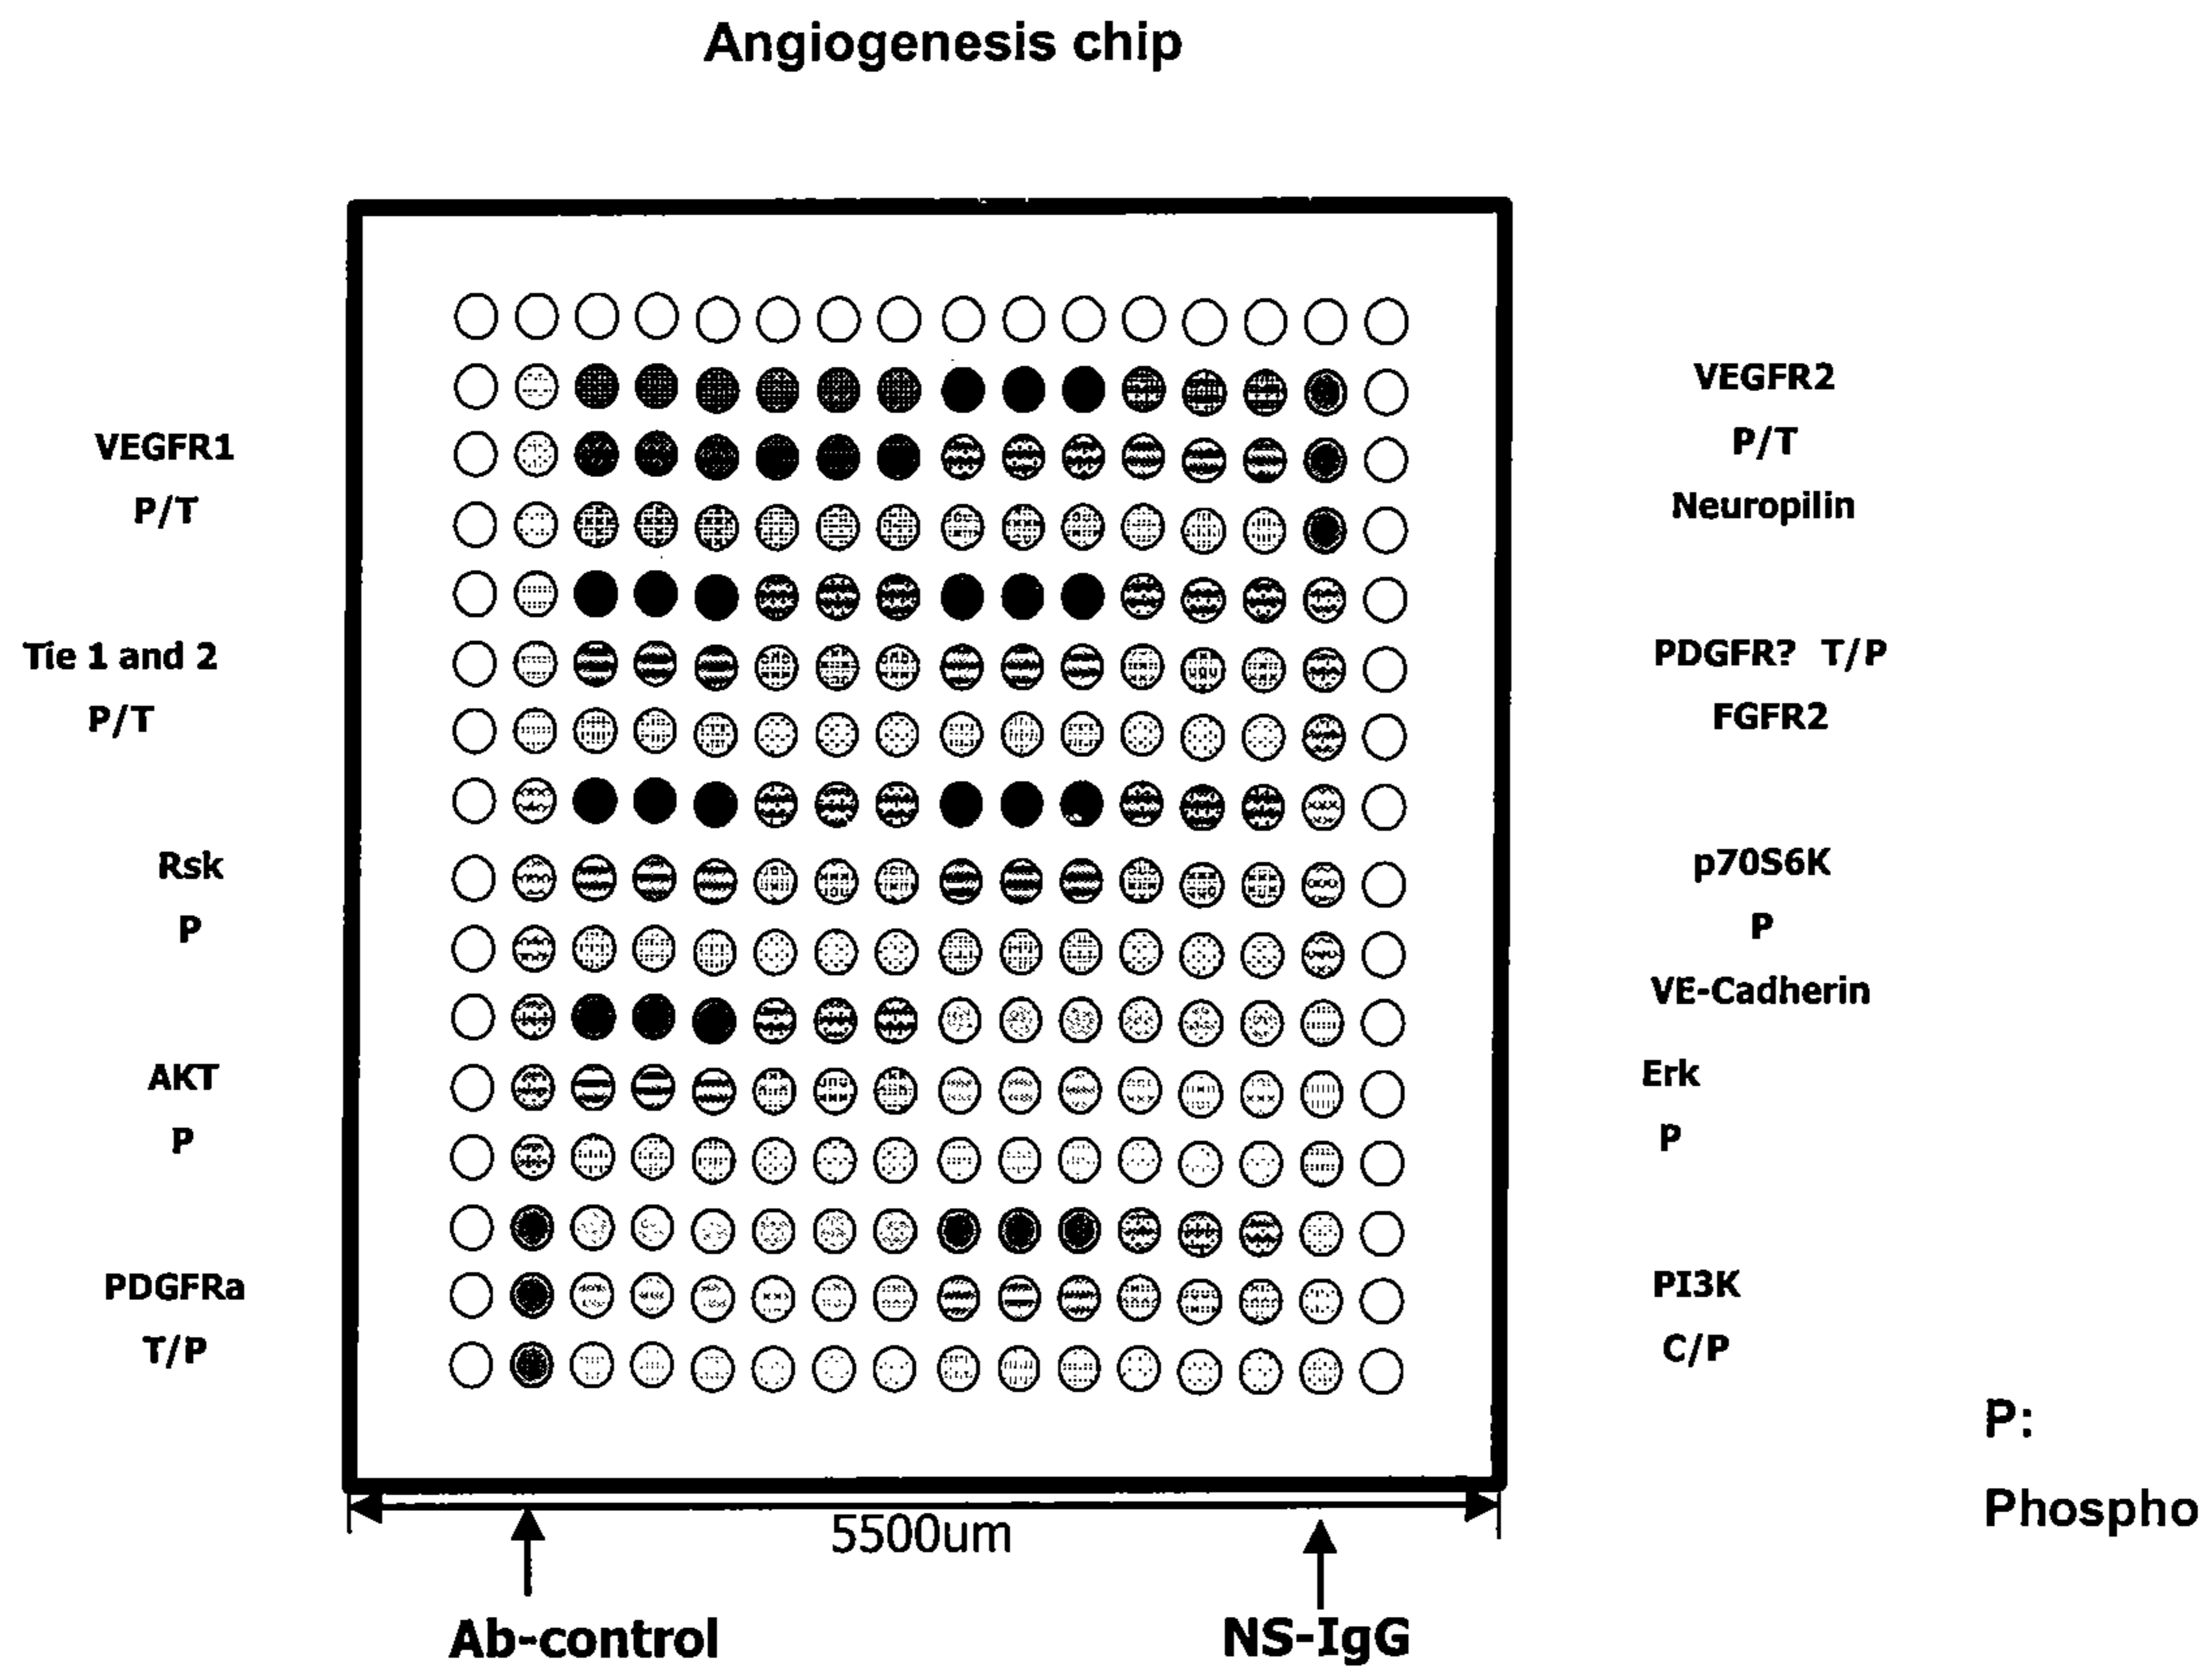 Angiogenesis chip
VEGFR1
P/T
Tie 1 and 2
P/T
Rsk
P
AKT
P
PDGFRa
T/P
VEGFR2
P/T
Neuropilin
PDGFR? T/P
FGFR2
p70S6K
P
VE-Cadherin
Erk
P
PI3K
C/P
P:
Phospho
5500um
Ab-control
NS-IgG